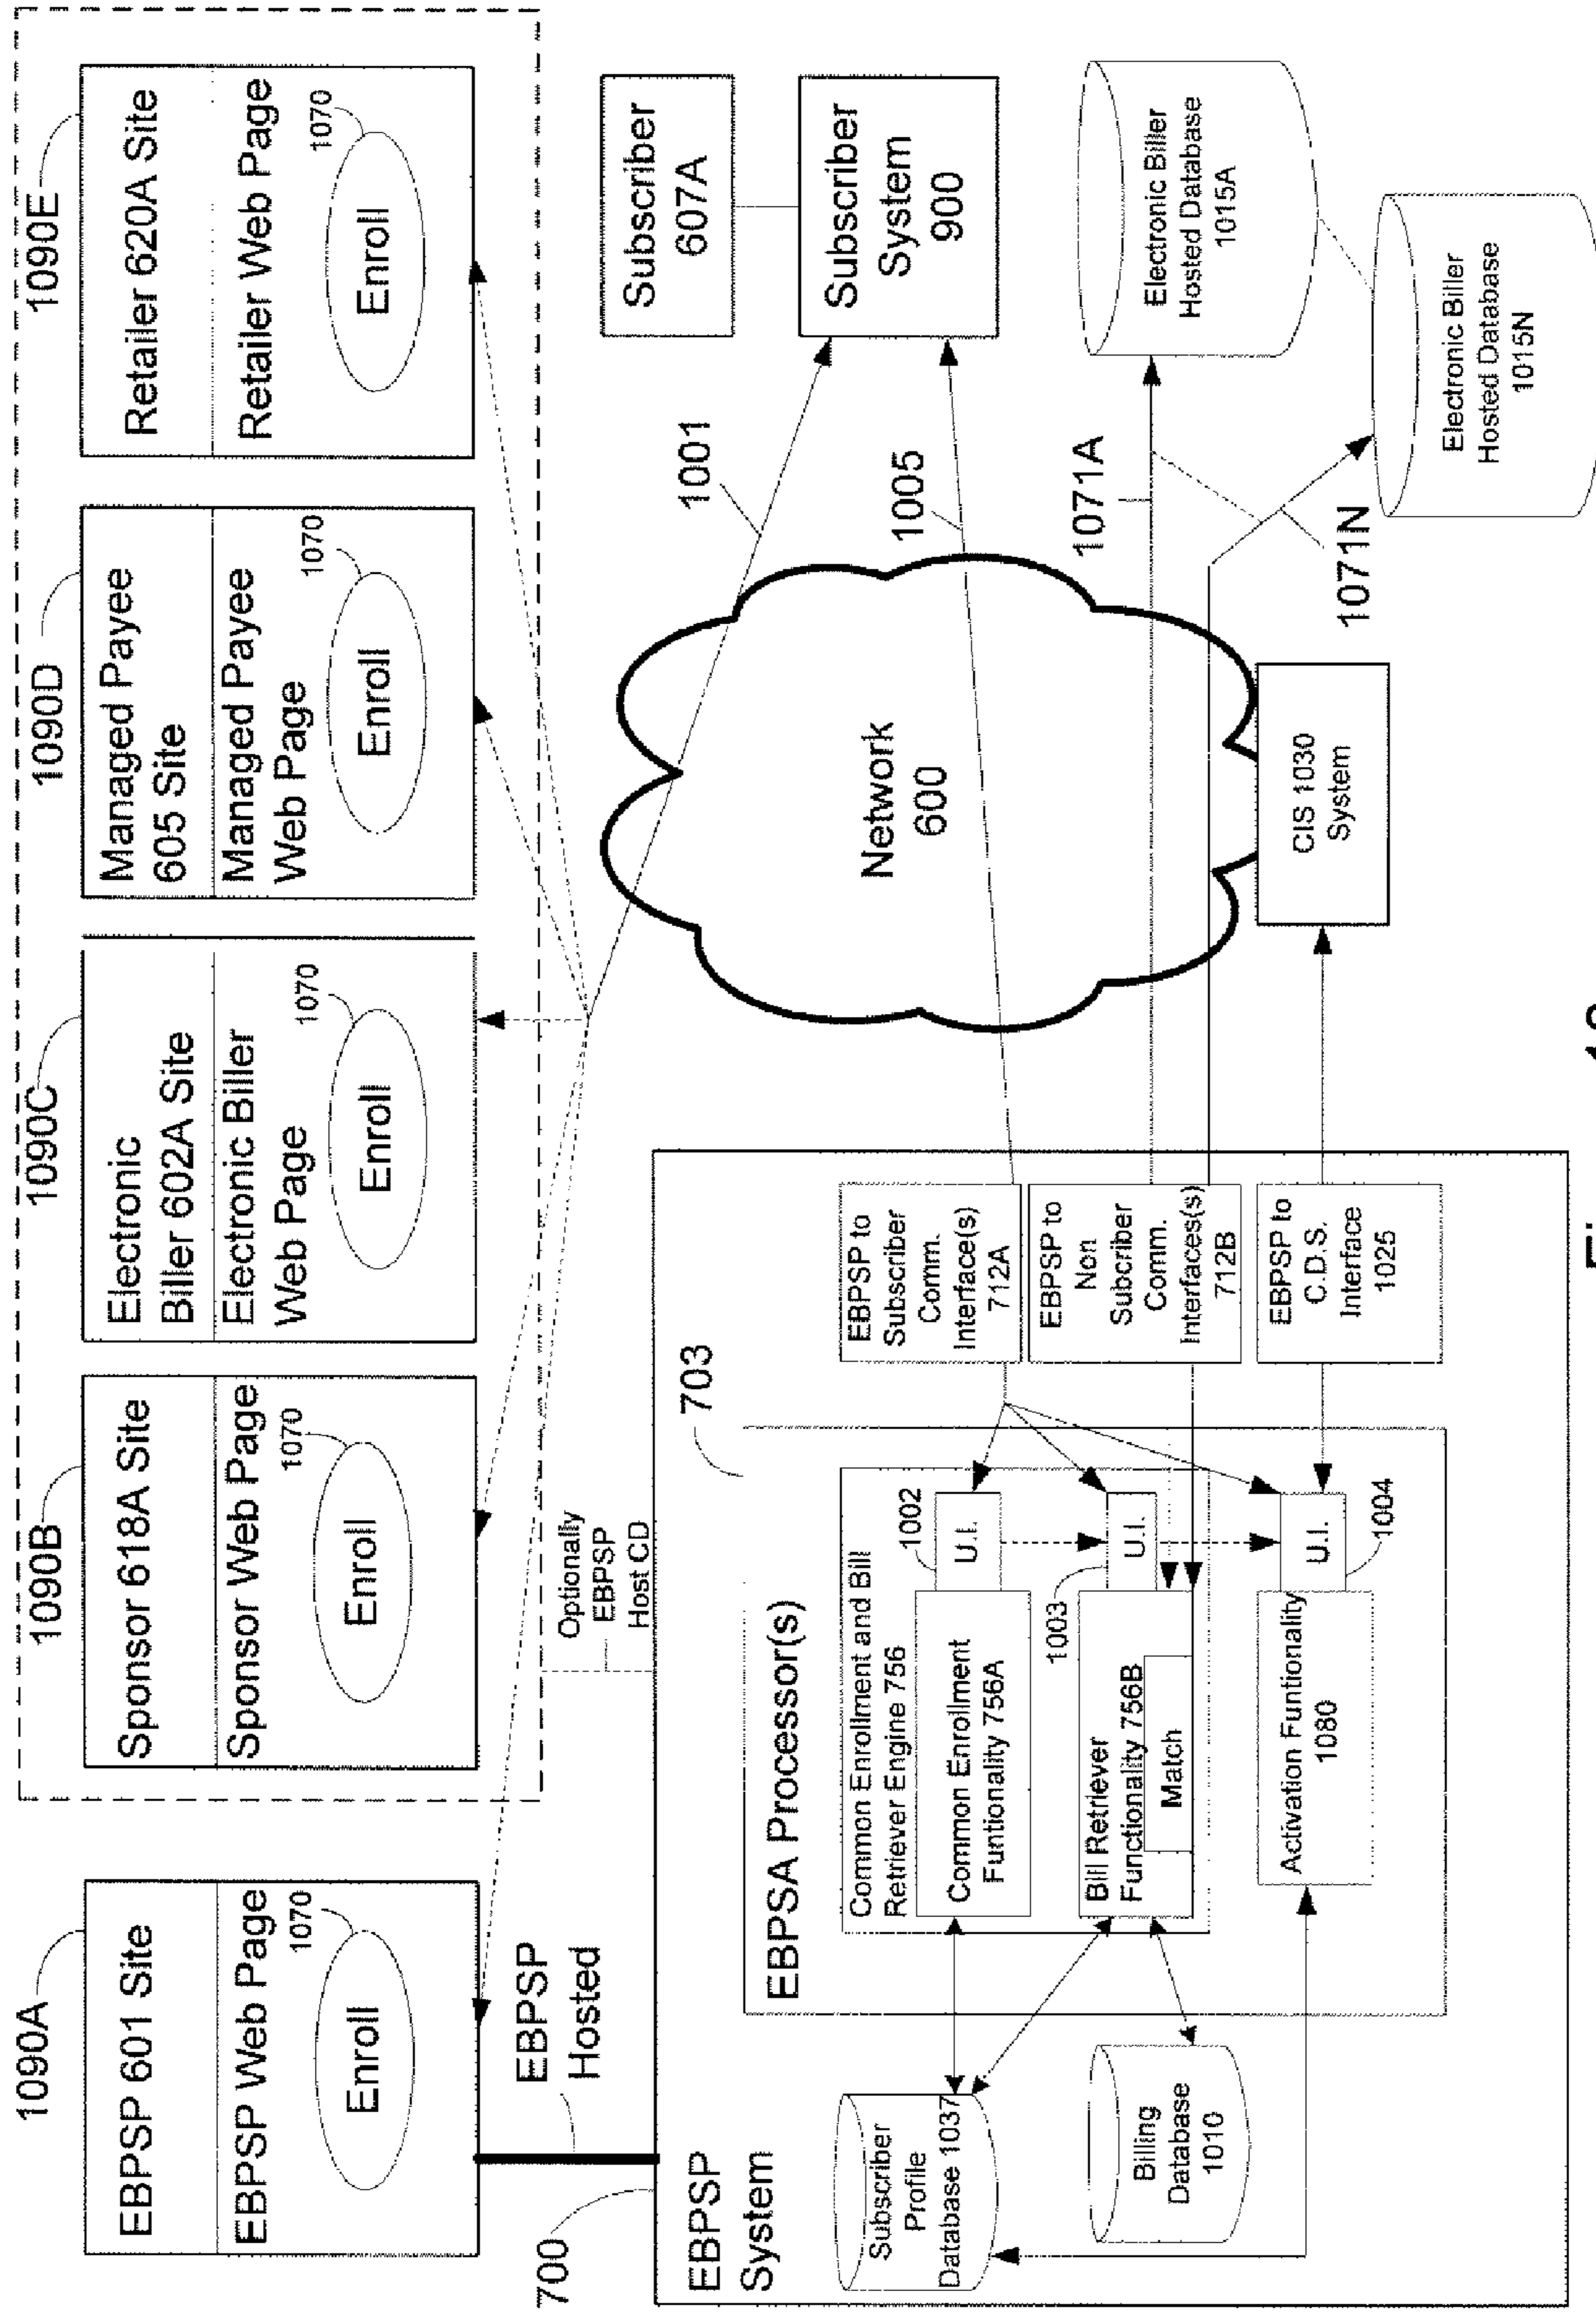 1090A
EBPSP 601 Site
EBPSP Web Page
1070
Enroll
1090B
Sponsor 618A Site
Sponsor Web Page
1070
Enroll
1090C
Electronic
Biller 602A Site
Electronic Biller
Web Page
1070
Enroll
1090D
Managed Payee
605 Site
Managed Payee
Web Page
1070
Enroll
1090E
Retailer 620A Site
Retailer Web Page
1070
Enroll
EBPSP
Hosted
Optionally
EBPSP
Host CD
700
EBPSP
System
703
EBPSA Processor(s)
Common Enrollment and Bill
Retriever Engine 756
1002
Common Enrollment
Funtionality 756A
U.I.
1003
Bill Retriever
Functionality 756B
Match
U.I.
Activation Funtionality
1080
U.I.
1004
Subscriber
Profile
Database 1037
Billing
Database
1010
EBPSP to
Subscriber
Comm.
Interface(s)
712A
EBPSP to
Non
Subcriber
Comm.
Interfaces(s)
712B
EBPSP to
C.D.S.
Interface
1025
Network
600
CIS 1030
System
1001
1005
1071A
1071N
Subscriber
607A
Subscriber
System
900
Electronic Biller
Hosted Database
1015A
Electronic Biller
Hosted Database
1015N